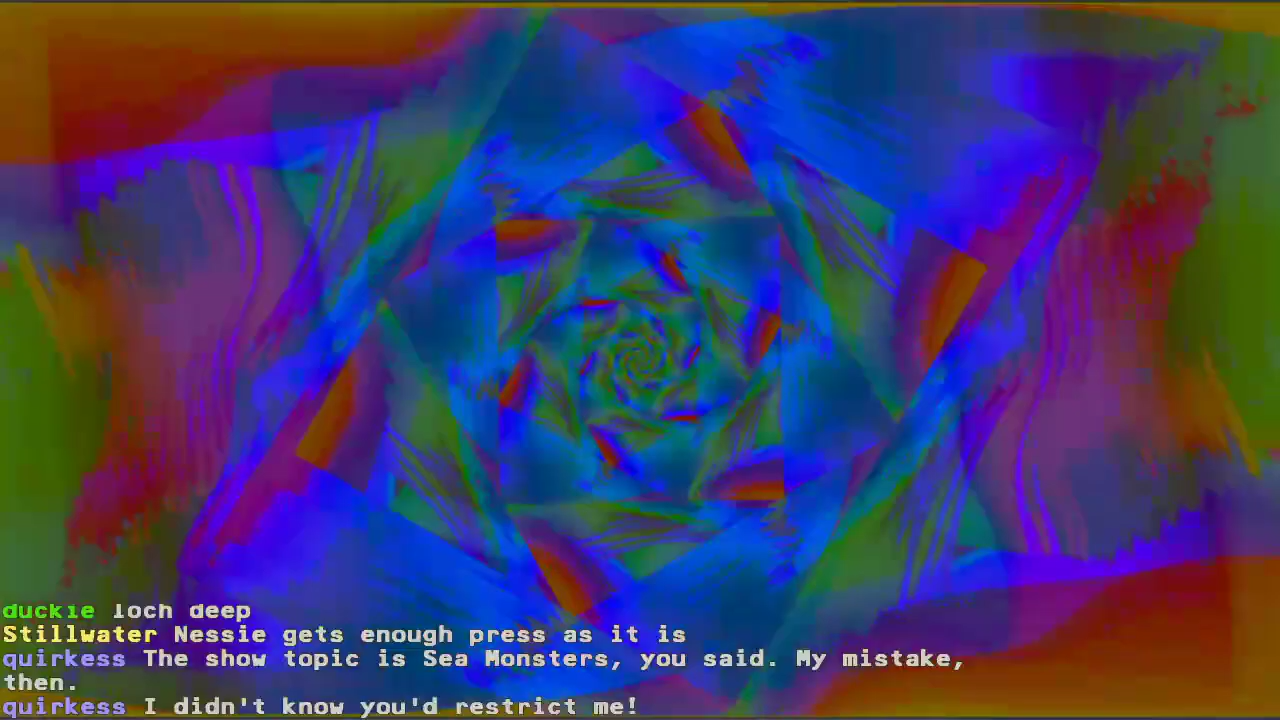 duckie loch deep
Stillwater Nessie gets enough press as it is
quirkess The show topic is Sea Monsters, you said. My mistake,
then.
quirkess I didn't know you'd restrict me!